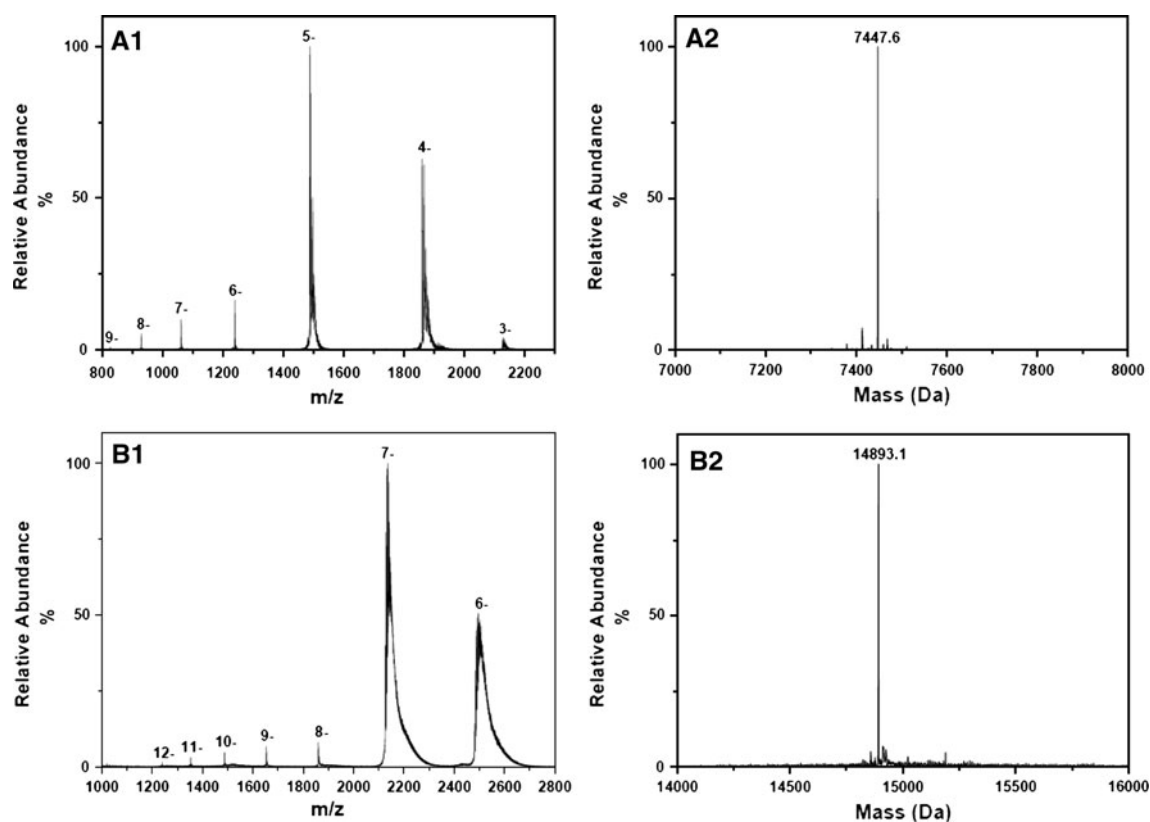 A1
5-
4-
6-
7-
8-
9-
3-
100
50
0
Relative Abundance
%
800 1000 1200 1400 1600 1800 2000 2200
m/z
A2
7447.6
100
50
0
Relative Abundance
%
7000 7200 7400 7600 7800 8000
Mass (Da)
B1
7-
6-
12-
11-
10-
9-
8-
100
50
0
Relative Abundance
%
1000 1200 1400 1600 1800 2000 2200 2400 2600 2800
m/z
B2
14893.1
100
50
0
Relative Abundance
%
14000 14500 15000 15500 16000
Mass (Da)